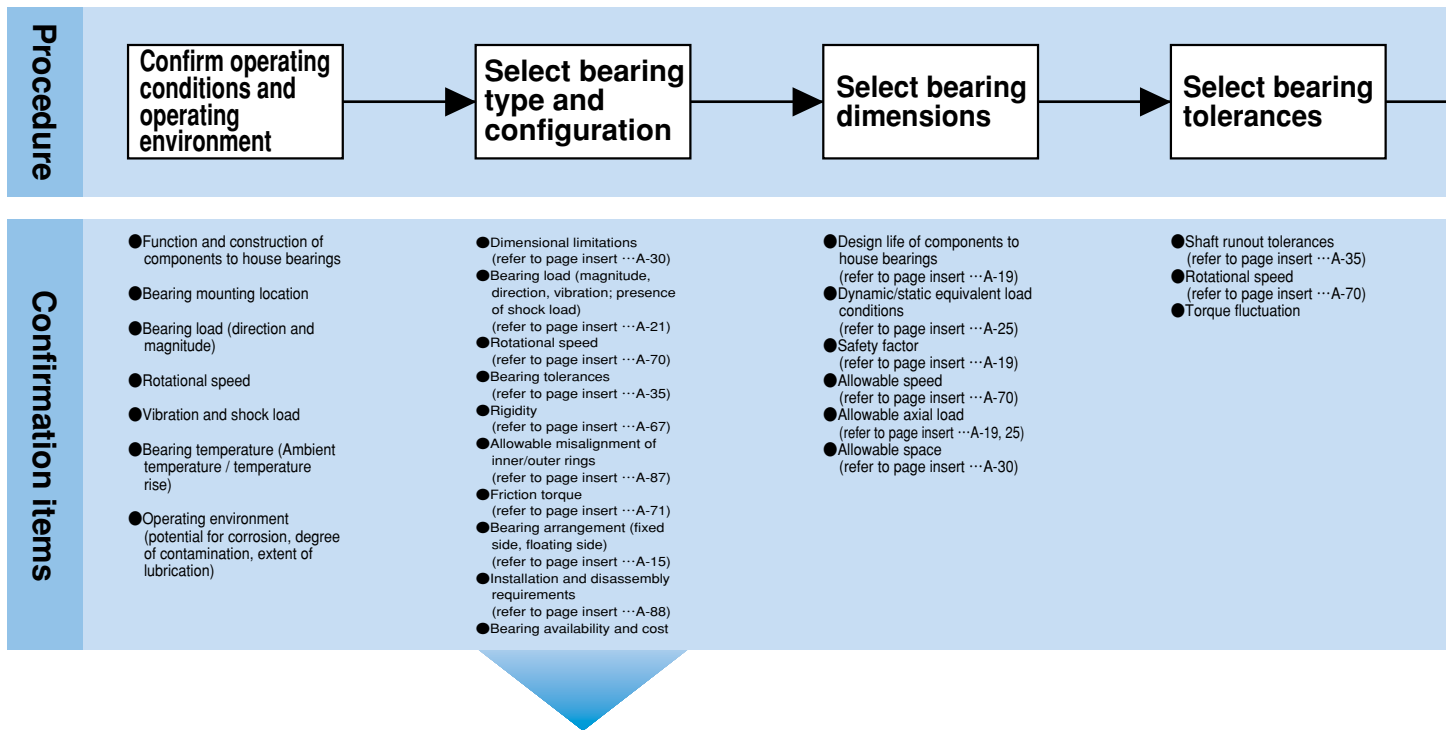 Procedure
Confirm operating
conditions and
operating
environment
Select bearing
type and
configuration
Select bearing
dimensions
Select bearing
tolerances
Confirmation items
●Function and construction of
components to house bearings
●Bearing mounting location
●Bearing load (direction and
magnitude)
●Rotational speed
●Vibration and shock load
●Bearing temperature (Ambient
temperature / temperature
rise)
●Operating environment
(potential for corrosion, degree
of contamination, extent of
lubrication)
●Dimensional limitations
(refer to page insert …A-30)
●Bearing load (magnitude,
direction, vibration; presence
of shock load)
(refer to page insert …A-21)
●Rotational speed
(refer to page insert …A-70)
●Bearing tolerances
(refer to page insert …A-35)
●Rigidity
(refer to page insert …A-67)
●Allowable misalignment of
inner/outer rings
(refer to page insert …A-87)
●Friction torque
(refer to page insert …A-71)
●Bearing arrangement (fixed
side, floating side)
(refer to page insert …A-15)
●Installation and disassembly
requirements
(refer to page insert …A-88)
●Bearing availability and cost
●Design life of components to
house bearings
(refer to page insert …A-19)
●Dynamic/static equivalent load
conditions
(refer to page insert …A-25)
●Safety factor
(refer to page insert …A-19)
●Allowable speed
(refer to page insert …A-70)
●Allowable axial load
(refer to page insert …A-19, 25)
●Allowable space
(refer to page insert …A-30)
●Shaft runout tolerances
(refer to page insert …A-35)
●Rotational speed
(refer to page insert …A-70)
●Torque fluctuation